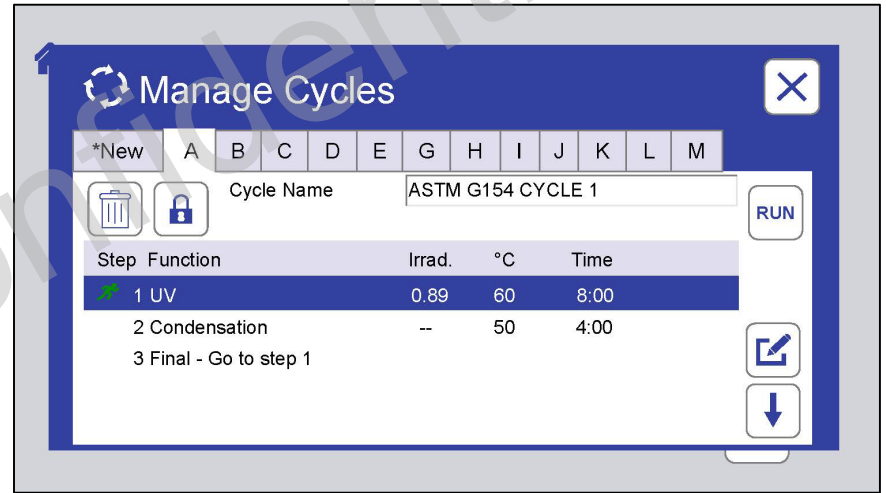 Confidential
Manage Cycles
*New A B C D E G H I J K L M
Cycle Name ASTM G154 CYCLE 1
RUN
Step Function Irrad. °C Time
1 UV 0.89 60 8:00
2 Condensation -- 50 4:00
3 Final - Go to step 1